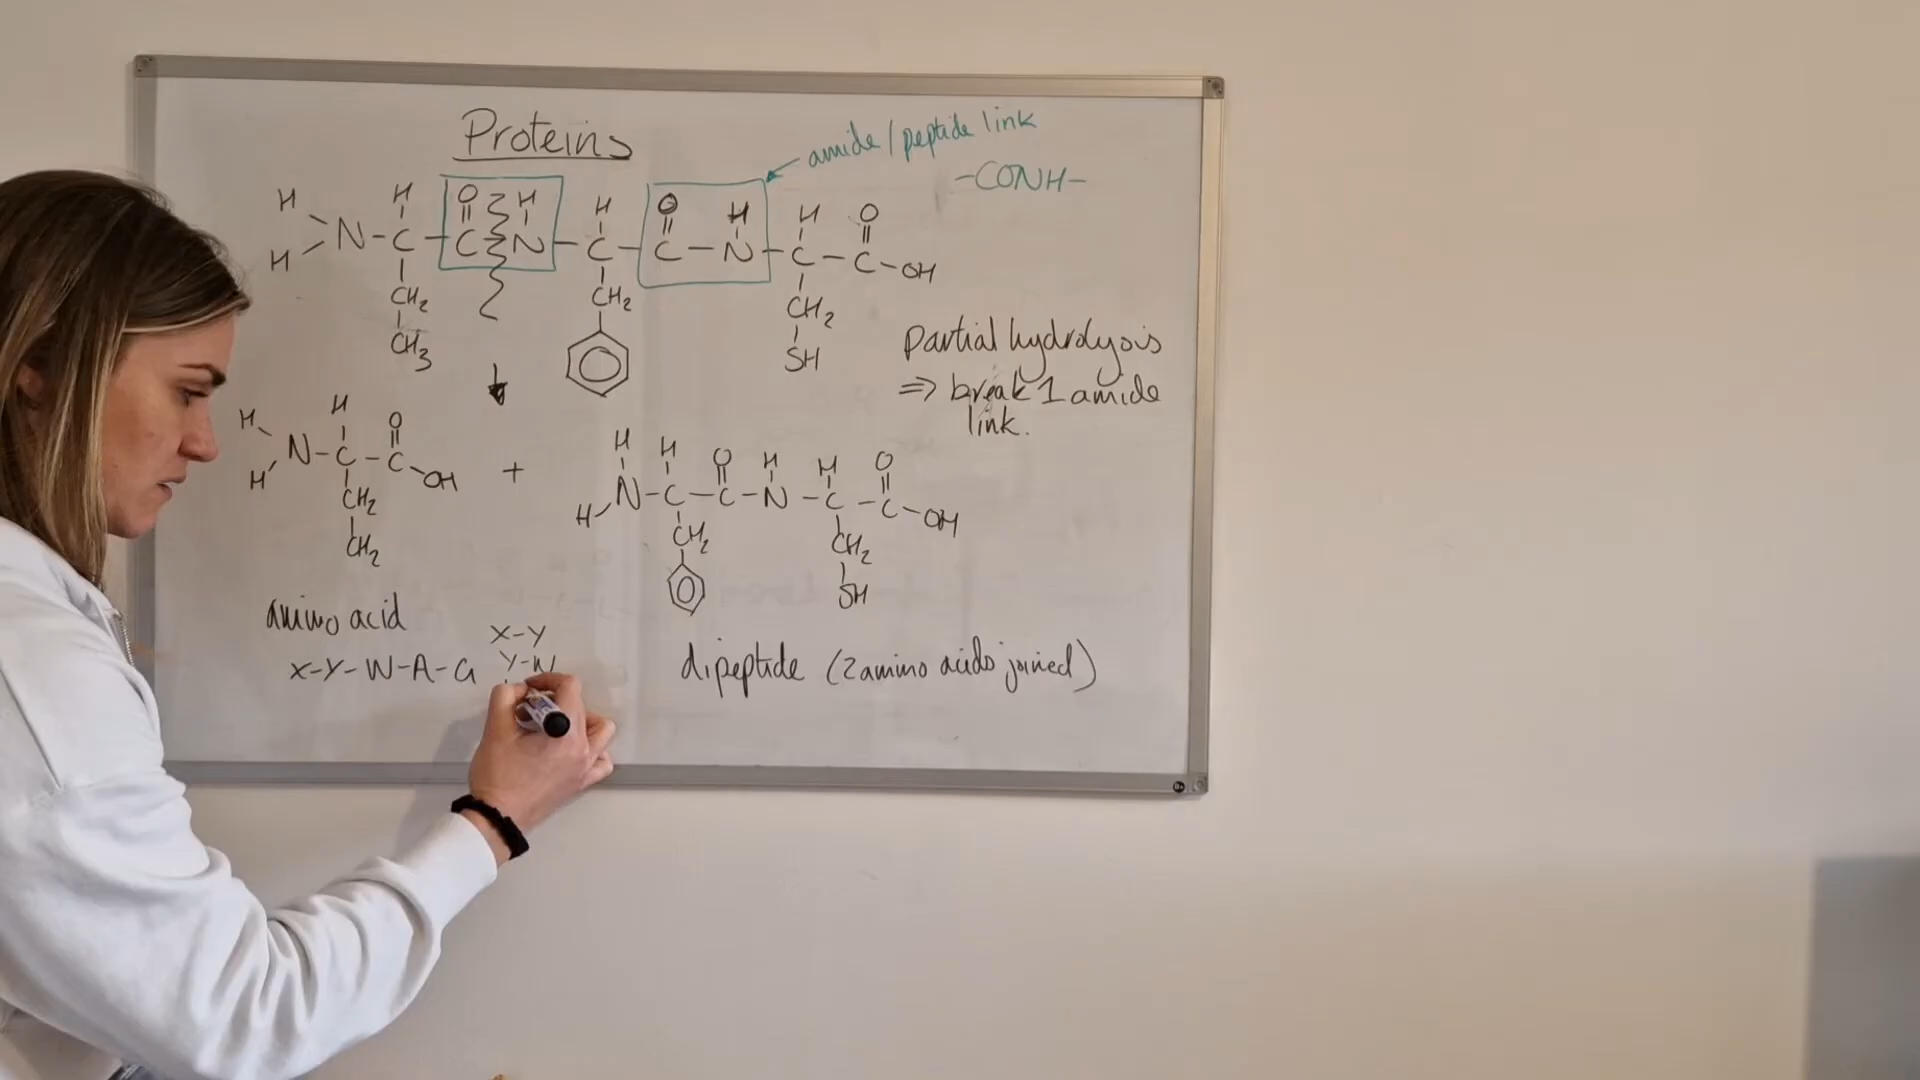 Proteins
amide / peptide link
-CONH-
H H O H H O H H O
H N-C-C N-C-C-N-C-C-OH
CH2 CH2 CH2
CH3 SH
partial hydrolysis
=> break 1 amide
link.
H H O
H N-C-C-OH
CH2
CH2
+
H H O H H O
H-N-C-C-N-C-C-OH
CH2 CH2
SH
amino acid
X-Y-W-A-G
X-Y
Y-W
dipeptide (2 amino acids joined)